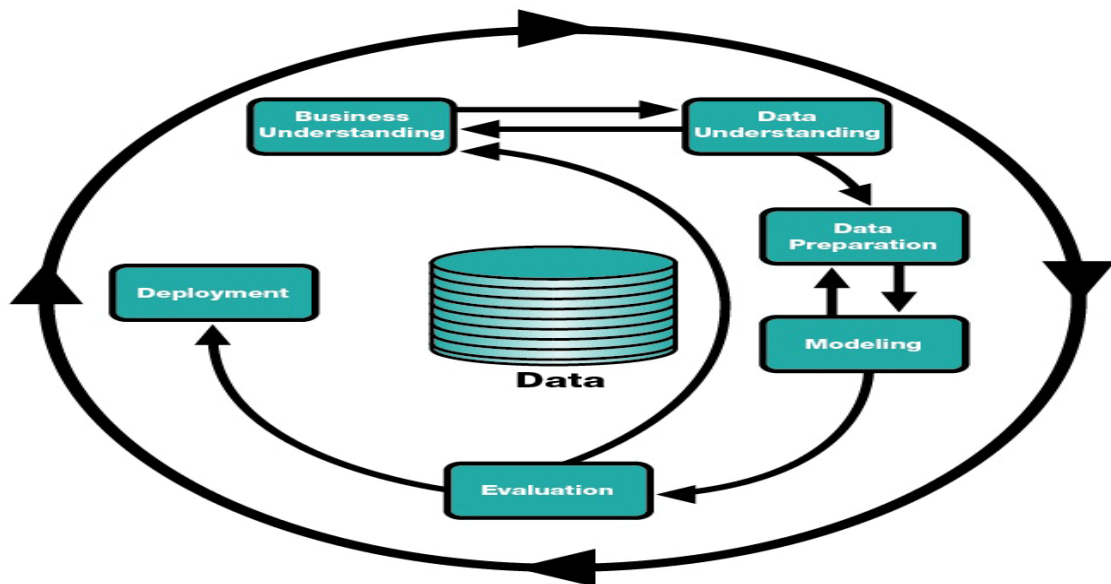 Business
Understanding
Data
Understanding
Data
Preparation
Deployment
Modeling
Data
Evaluation